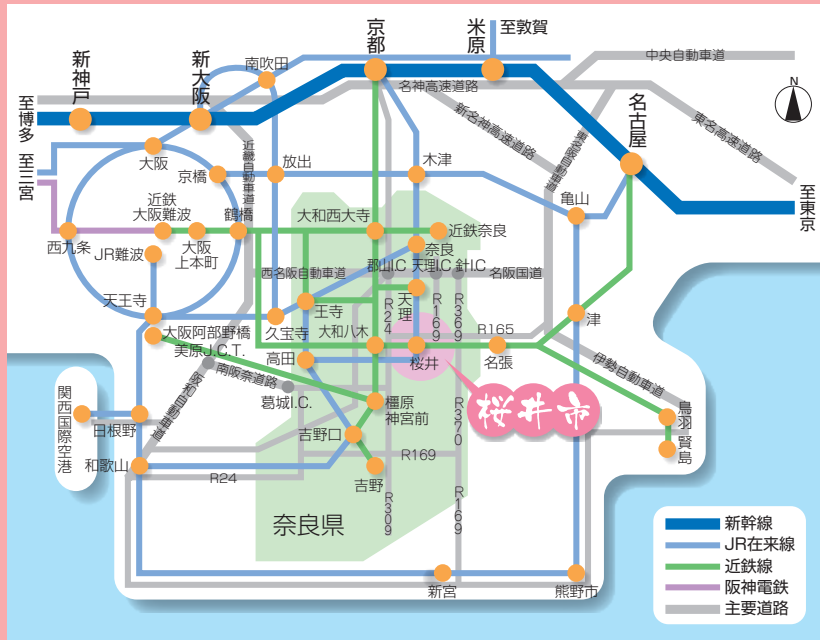 至敦賀
京都
米原
南吹田
中央自動車道
新神戸
新大阪
名神高速道路
N
名古屋
至博多
新名神高速道路
東名阪自動車道
東名高速道路
至三宮
大阪
京橋
近畿自動車道
放出
木津
亀山
至東京
近鉄
大阪難波
鶴橋
大和西大寺
近鉄奈良
西九条
大阪
上本町
奈良
JR難波
西名阪自動車道
郡山I.C
天理I.C
針I.C
名阪国道
天王寺
王寺
R24
天理
R169
R369
津
大阪阿部野橋
久宝寺
大和八木
R165
美原J.C.T.
高田
桜井
名張
伊勢自動車道
南阪奈道路
関西国際空港
阪和自動車道
葛城I.C.
橿原
神宮前
桜井市
鳥羽
日根野
R370
賢島
吉野口
和歌山
R169
R24
吉野
R309
R169
奈良県
新宮
熊野市
新幹線
JR在来線
近鉄線
阪神電鉄
主要道路